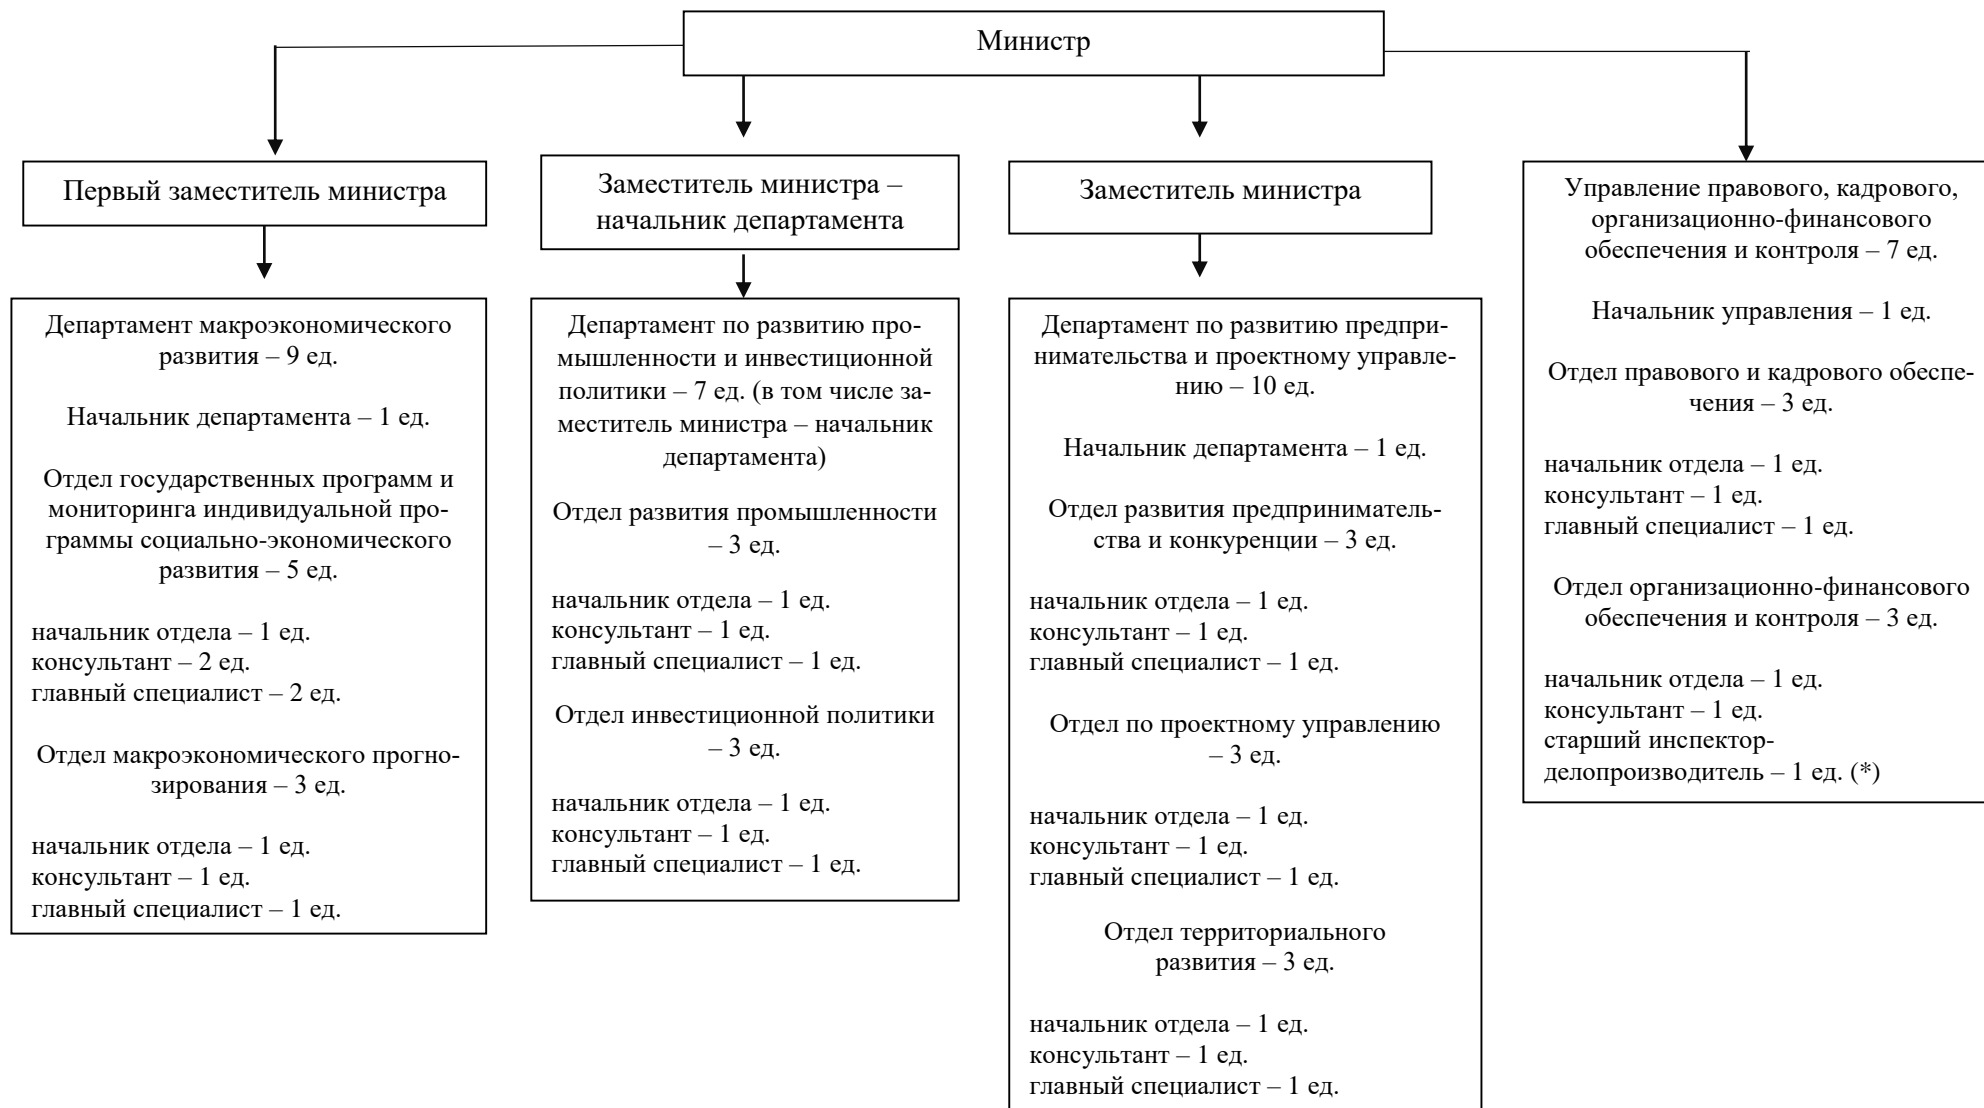 Министр
Первый заместитель министра
Заместитель министра –
начальник департамента
Заместитель министра
Управление правового, кадрового,
организационно-финансового
обеспечения и контроля – 7 ед.
Начальник управления – 1 ед.
Отдел правового и кадрового обеспе-
чения – 3 ед.
начальник отдела – 1 ед.
консультант – 1 ед.
главный специалист – 1 ед.
Отдел организационно-финансового
обеспечения и контроля – 3 ед.
начальник отдела – 1 ед.
консультант – 1 ед.
старший инспектор-
делопроизводитель – 1 ед. (*)
Департамент макроэкономического
развития – 9 ед.
Начальник департамента – 1 ед.
Отдел государственных программ и
мониторинга индивидуальной про-
граммы социально-экономического
развития – 5 ед.
начальник отдела – 1 ед.
консультант – 2 ед.
главный специалист – 2 ед.
Отдел макроэкономического прогно-
зирования – 3 ед.
начальник отдела – 1 ед.
консультант – 1 ед.
главный специалист – 1 ед.
Департамент по развитию про-
мышленности и инвестиционной
политики – 7 ед. (в том числе за-
меститель министра – начальник
департамента)
Отдел развития промышленности
– 3 ед.
начальник отдела – 1 ед.
консультант – 1 ед.
главный специалист – 1 ед.
Отдел инвестиционной политики
– 3 ед.
начальник отдела – 1 ед.
консультант – 1 ед.
главный специалист – 1 ед.
Департамент по развитию предпри-
нимательства и проектному управле-
нию – 10 ед.
Начальник департамента – 1 ед.
Отдел развития предприниматель-
ства и конкуренции – 3 ед.
начальник отдела – 1 ед.
консультант – 1 ед.
главный специалист – 1 ед.
Отдел по проектному управлению
– 3 ед.
начальник отдела – 1 ед.
консультант – 1 ед.
главный специалист – 1 ед.
Отдел территориального
развития – 3 ед.
начальник отдела – 1 ед.
консультант – 1 ед.
главный специалист – 1 ед.